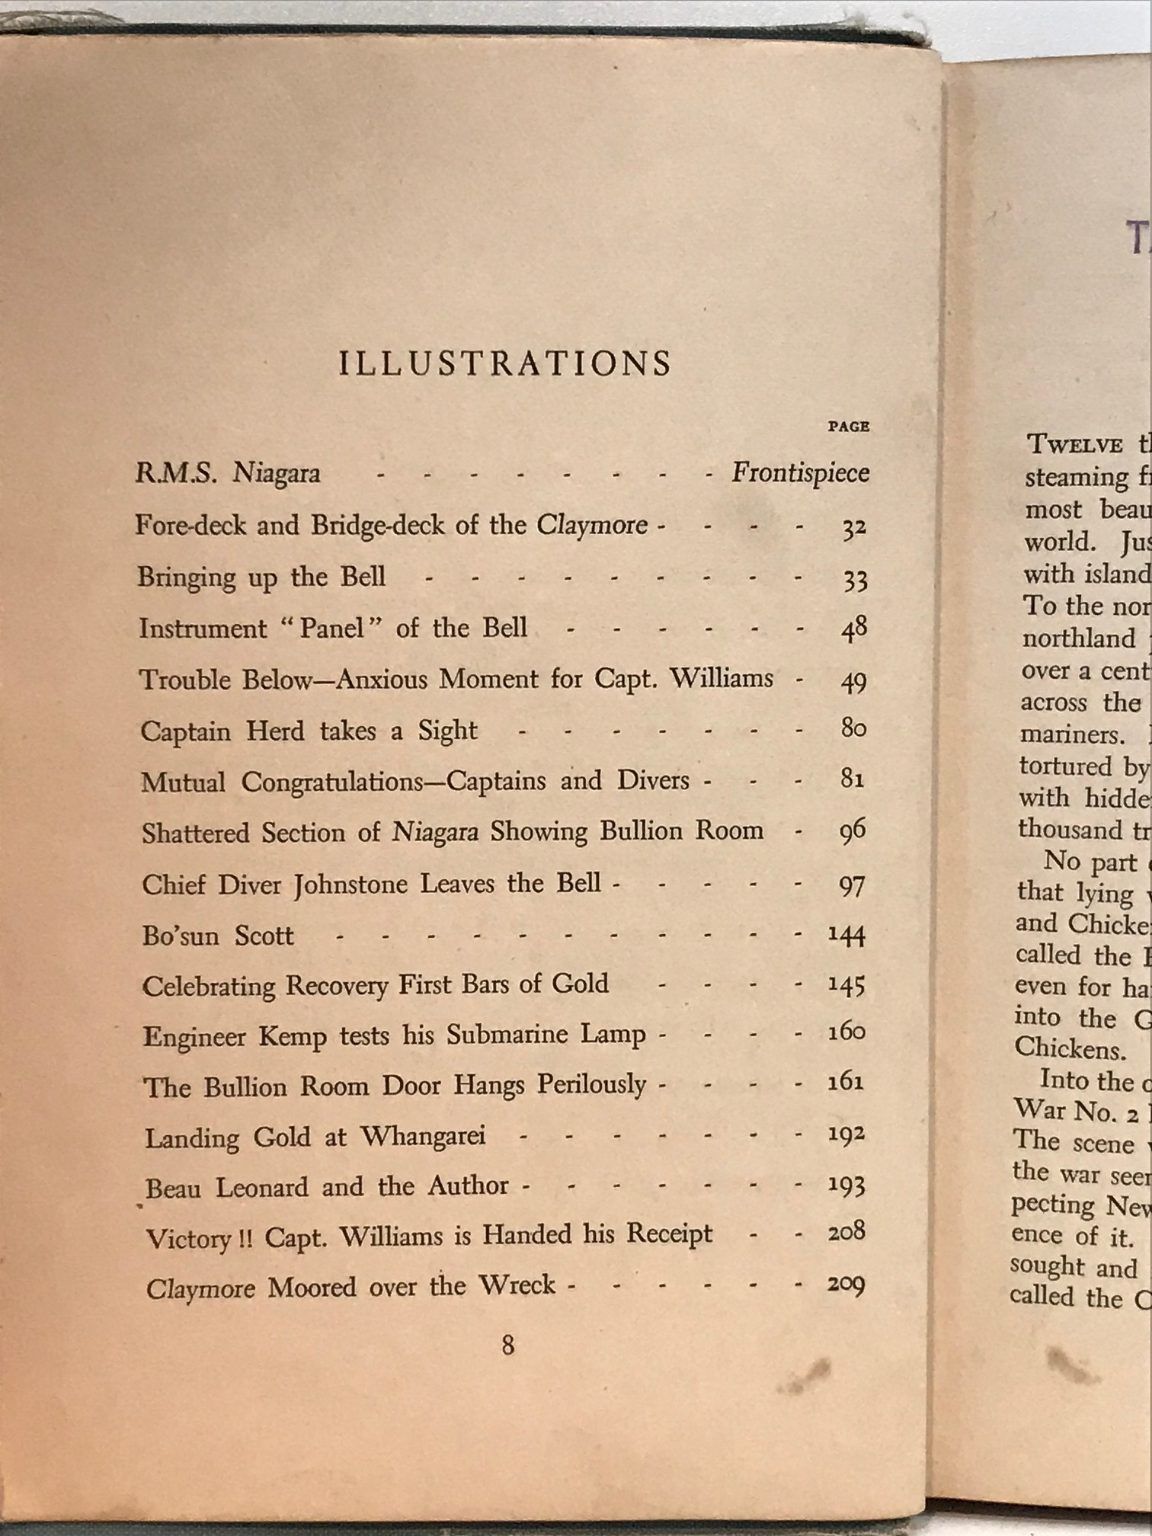 ILLUSTRATIONS
PAGE
R.M.S. Niagara - - - - - - - - Frontispiece
Fore-deck and Bridge-deck of the Claymore - - - - 32
Bringing up the Bell - - - - - - - - - 33
Instrument “Panel” of the Bell - - - - - - 48
Trouble Below—Anxious Moment for Capt. Williams - 49
Captain Herd takes a Sight - - - - - - - 80
Mutual Congratulations—Captains and Divers - - - 81
Shattered Section of Niagara Showing Bullion Room - 96
Chief Diver Johnstone Leaves the Bell - - - - - 97
Bo’sun Scott - - - - - - - - - - - 144
Celebrating Recovery First Bars of Gold - - - - 145
Engineer Kemp tests his Submarine Lamp - - - - 160
The Bullion Room Door Hangs Perilously - - - - 161
Landing Gold at Whangarei - - - - - - - 192
Beau Leonard and the Author - - - - - - - 193
Victory !! Capt. Williams is Handed his Receipt - - 208
Claymore Moored over the Wreck - - - - - - 209
8
TWELVE
steaming
most
world.
with island
To the
northland
over a
across the
mariners.
tortured by
with
thousand
No part
that lying
and
called the
even for
into the
Chickens.
Into the
War No. 2
The scene
the war
pecting
ence of it.
sought and
called the